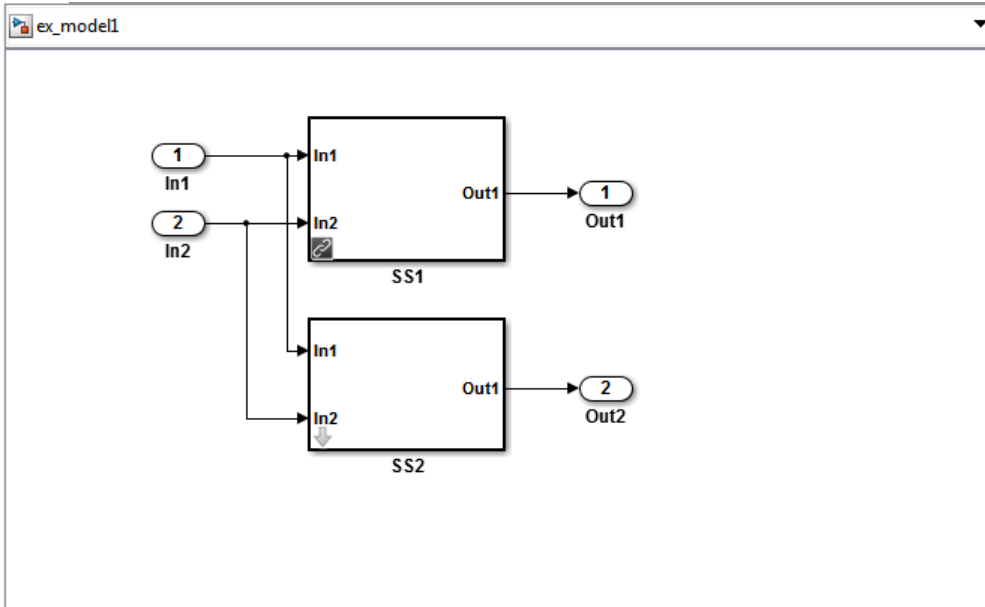 ex_model1
1
In1
2
In2
In1
In2
Out1
SS1
1
Out1
In1
In2
Out1
SS2
2
Out2